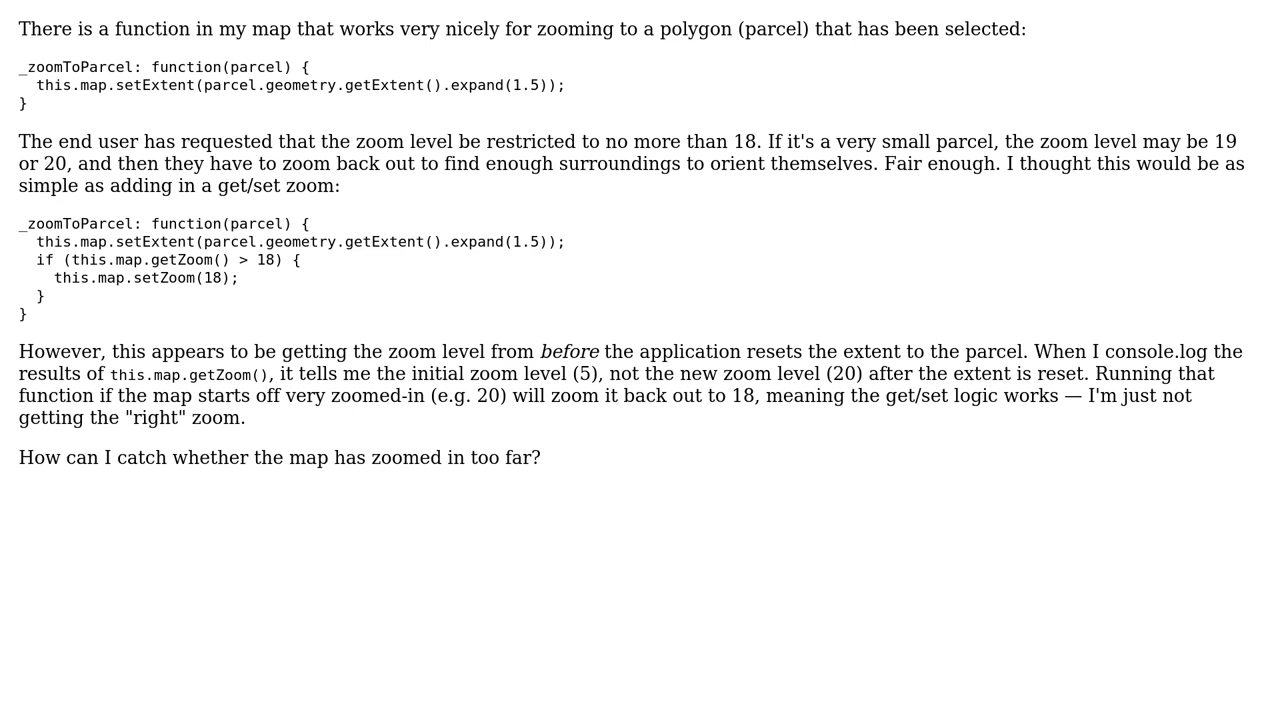 There is a function in my map that works very nicely for zooming to a polygon (parcel) that has been selected:
_zoomToParcel: function(parcel) {
  this.map.setExtent(parcel.geometry.getExtent().expand(1.5));
}
The end user has requested that the zoom level be restricted to no more than 18. If it's a very small parcel, the zoom level may be 19
or 20, and then they have to zoom back out to find enough surroundings to orient themselves. Fair enough. I thought this would be as
simple as adding in a get/set zoom:
_zoomToParcel: function(parcel) {
  this.map.setExtent(parcel.geometry.getExtent().expand(1.5));
  if (this.map.getZoom() > 18) {
    this.map.setZoom(18);
  }
}
However, this appears to be getting the zoom level from before the application resets the extent to the parcel. When I console.log the
results of this.map.getZoom(), it tells me the initial zoom level (5), not the new zoom level (20) after the extent is reset. Running that
function if the map starts off very zoomed-in (e.g. 20) will zoom it back out to 18, meaning the get/set logic works — I'm just not
getting the "right" zoom.
How can I catch whether the map has zoomed in too far?